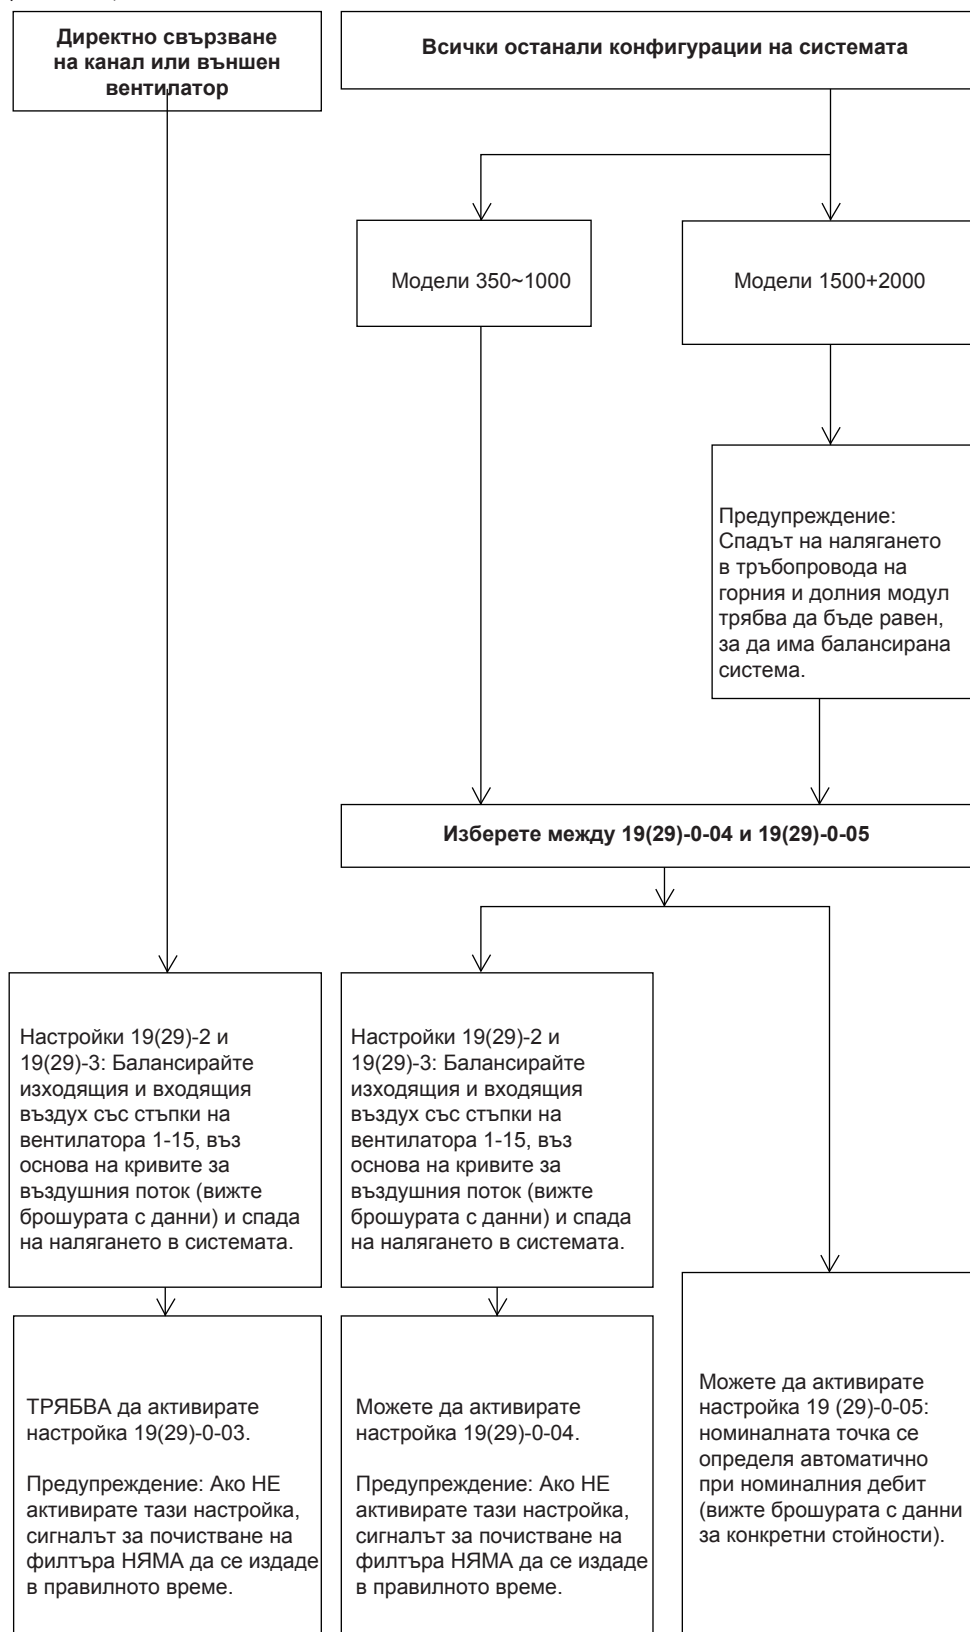 Директно свързване
на канал или външен
вентилатор
Всички останали конфигурации на системата
Модели 350~1000
Модели 1500+2000
Предупреждение:
Спадът на налягането
в тръбопровода на
горния и долния модул
трябва да бъде равен,
за да има балансирана
система.
Изберете между 19(29)-0-04 и 19(29)-0-05
Настройки 19(29)-2 и
19(29)-3: Балансирайте
изходящия и входящия
въздух със стъпки на
вентилатора 1-15, въз
основа на кривите за
въздушния поток (вижте
брошурата с данни) и спада
на налягането в системата.
Настройки 19(29)-2 и
19(29)-3: Балансирайте
изходящия и входящия
въздух със стъпки на
вентилатора 1-15, въз
основа на кривите за
въздушния поток (вижте
брошурата с данни) и спада
на налягането в системата.
ТРЯБВА да активирате
настройка 19(29)-0-03.
Предупреждение: Ако НЕ
активирате тази настройка,
сигналът за почистване на
филтъра НЯМА да се издаде
в правилното време.
Можете да активирате
настройка 19(29)-0-04.
Предупреждение: Ако НЕ
активирате тази настройка,
сигналът за почистване на
филтъра НЯМА да се издаде
в правилното време.
Можете да активирате
настройка 19 (29)-0-05:
номиналната точка се
определя автоматично
при номиналния дебит
(вижте брошурата с данни
за конкретни стойности).